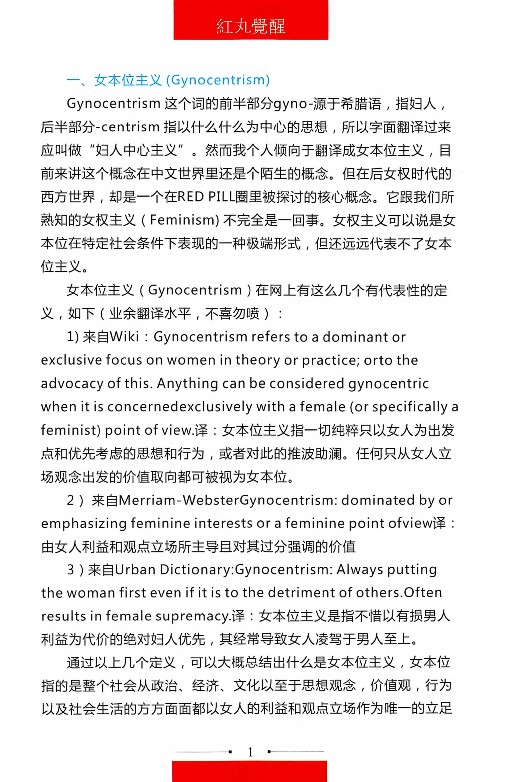 紅丸覺醒
一、女本位主义 (Gynocentrism)
Gynocentrism 这个词的前半部分gyno-源于希腊语，指妇人，
后半部分-centrism 指以什么什么为中心的思想，所以字面翻译过来
应叫做“妇人中心主义”。然而我个人倾向于翻译成女本位主义，目
前来讲这个概念在中文世界里还是个陌生的概念。但在后女权时代的
西方世界，却是一个在RED PILL圈里被探讨的核心概念。它跟我们所
熟知的女权主义（Feminism) 不完全是一回事。女权主义可以说是女
本位在特定社会条件下表现的一种极端形式，但还远远代表不了女本
位主义。
女本位主义（Gynocentrism）在网上有这么几个有代表性的定
义，如下（业余翻译水平，不喜勿喷）：
1) 来自Wiki：Gynocentrism refers to a dominant or
exclusive focus on women in theory or practice; orto the
advocacy of this. Anything can be considered gynocentric
when it is concernedexclusively with a female (or specifically a
feminist) point of view.译：女本位主义指一切纯粹只以女人为出发
点和优先考虑的思想和行为，或者对此的推波助澜。任何只从女人立
场观念出发的价值取向都可被视为女本位。
2） 来自Merriam-WebsterGynocentrism: dominated by or
emphasizing feminine interests or a feminine point ofview译：
由女人利益和观点立场所主导且对其过分强调的价值
3）来自Urban Dictionary:Gynocentrism: Always putting
the woman first even if it is to the detriment of others.Often
results in female supremacy.译：女本位主义是指不惜以有损男人
利益为代价的绝对妇人优先，其经常导致女人凌驾于男人至上。
通过以上几个定义，可以大概总结出什么是女本位主义，女本位
指的是整个社会从政治、经济、文化以至于思想观念，价值观，行为
以及社会生活的方方面面都以女人的利益和观点立场作为唯一的立足
1